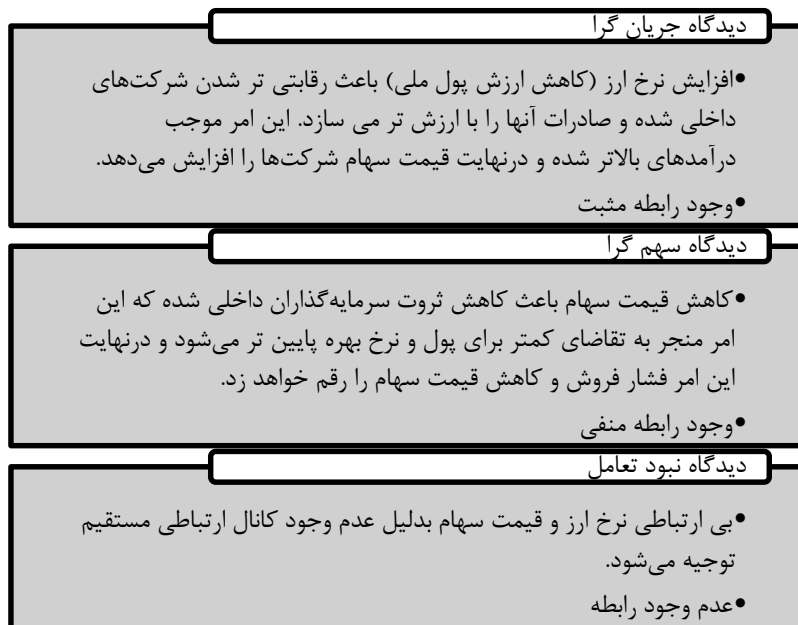 دیدگاه جریان گرا
•افزایش نرخ ارز (کاهش ارزش پول ملی) باعث رقابتی تر شدن شرکت‌های
داخلی شده و صادرات آنها را با ارزش تر می سازد. این امر موجب
درآمدهای بالاتر شده و درنهایت قیمت سهام شرکت‌ها را افزایش می‌دهد.
•وجود رابطه مثبت
دیدگاه سهم گرا
•کاهش قیمت سهام باعث کاهش ثروت سرمایه‌گذاران داخلی شده که این
امر منجر به تقاضای کمتر برای پول و نرخ بهره پایین تر می‌شود و درنهایت
این امر فشار فروش و کاهش قیمت سهام را رقم خواهد زد.
•وجود رابطه منفی
دیدگاه نبود تعامل
•بی ارتباطی نرخ ارز و قیمت سهام بدلیل عدم وجود کانال ارتباطی مستقیم
توجیه می‌شود.
•عدم وجود رابطه